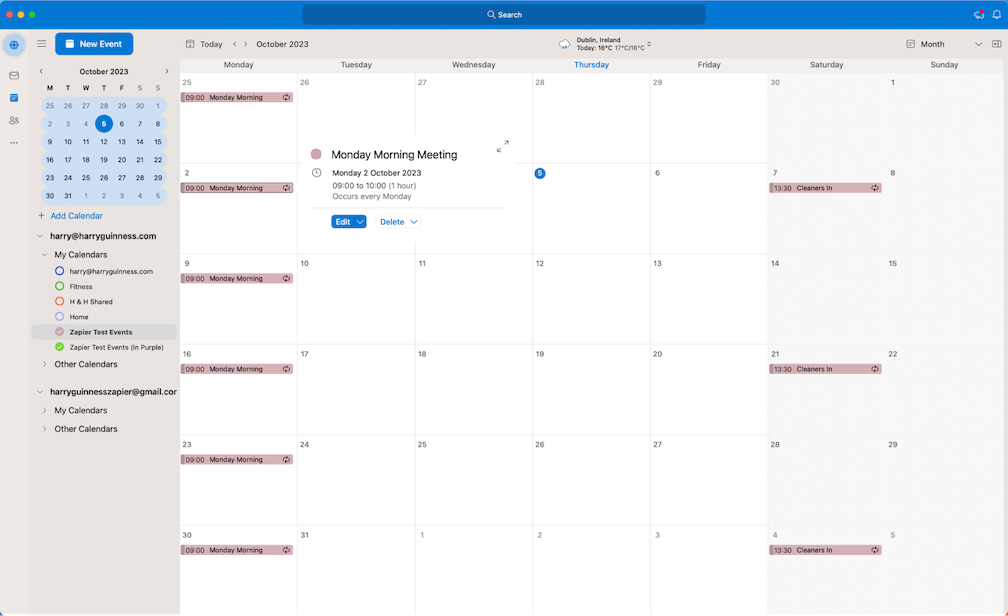 Search
New Event
Today
October 2023
Dublin, Ireland
Today: 16°C 17°C/16°C
Month
October 2023
M T W T F S S
25 26 27 28 29 30 1
2 3 4 5 6 7 8
9 10 11 12 13 14 15
16 17 18 19 20 21 22
23 24 25 26 27 28 29
30 31 1 2 3 4 5
Add Calendar
harry@harryguinness.com
My Calendars
harry@harryguinness.com
Fitness
H & H Shared
Home
Zapier Test Events
Zapier Test Events (In Purple)
Other Calendars
harryguinnesszapier@gmail.cor
My Calendars
Other Calendars
Monday Tuesday Wednesday Thursday Friday Saturday Sunday
25 26 27 28 29 30 1
09:00 Monday Morning
Monday Morning Meeting
Monday 2 October 2023
09:00 to 10:00 (1 hour)
Occurs every Monday
Edit Delete
2 5 6 7 8
09:00 Monday Morning 13:30 Cleaners In
9 10 11 12 13 14 15
09:00 Monday Morning
16 17 18 19 20 21 22
09:00 Monday Morning 13:30 Cleaners In
23 24 25 26 27 28 29
09:00 Monday Morning
30 31 1 2 3 4 5
09:00 Monday Morning 13:30 Cleaners In